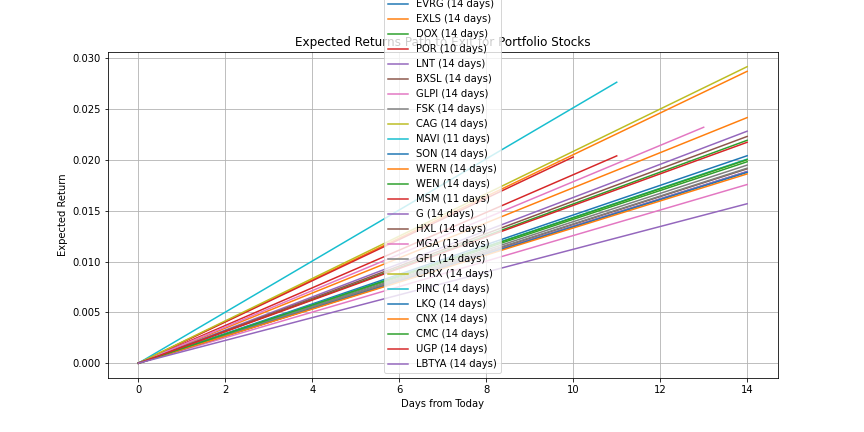 EVRG (14 days)
EXLS (14 days)
DOX (14 days)
Expected Returns Path to Exit for Portfolio Stocks
POR (10 days)
LNT (14 days)
BXSL (14 days)
GLPI (14 days)
FSK (14 days)
CAG (14 days)
NAVI (11 days)
SON (14 days)
WERN (14 days)
WEN (14 days)
MSM (11 days)
G (14 days)
HXL (14 days)
MGA (13 days)
GFL (14 days)
CPRX (14 days)
PINC (14 days)
LKQ (14 days)
CNX (14 days)
CMC (14 days)
UGP (14 days)
LBTYA (14 days)
0.030
0.025
0.020
0.015
0.010
0.005
0.000
Expected Return
0 2 4 6 8 10 12 14
Days from Today